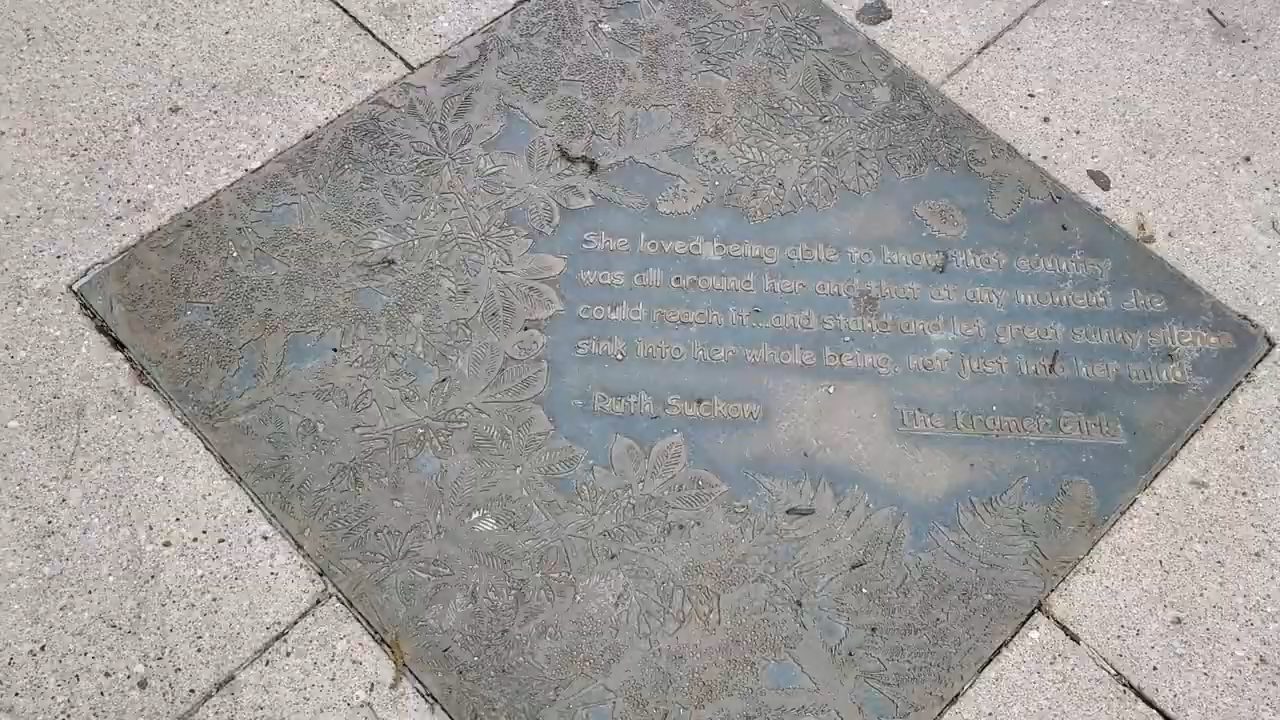 She loved being able to know that country
was all around her and that at any moment she
could reach it...and stand and let great sunny silence
sink into her whole being, not just into her mind.
- Ruth Suckow
The Kramer Girls